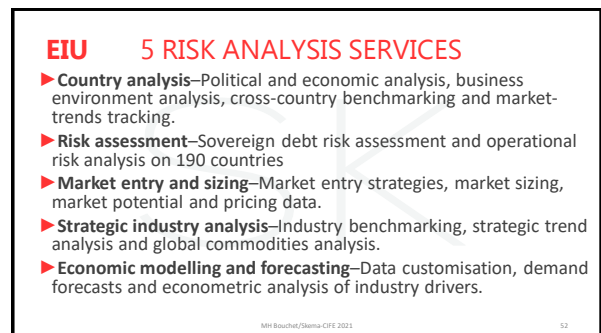 EIU 5 RISK ANALYSIS SERVICES
►Country analysis–Political and economic analysis, business
environment analysis, cross-country benchmarking and market-
trends tracking.
►Risk assessment–Sovereign debt risk assessment and operational
risk analysis on 190 countries
►Market entry and sizing–Market entry strategies, market sizing,
market potential and pricing data.
►Strategic industry analysis–Industry benchmarking, strategic trend
analysis and global commodities analysis.
►Economic modelling and forecasting–Data customisation, demand
forecasts and econometric analysis of industry drivers.
MH Bouchet/Skema-CIFE 2021 52